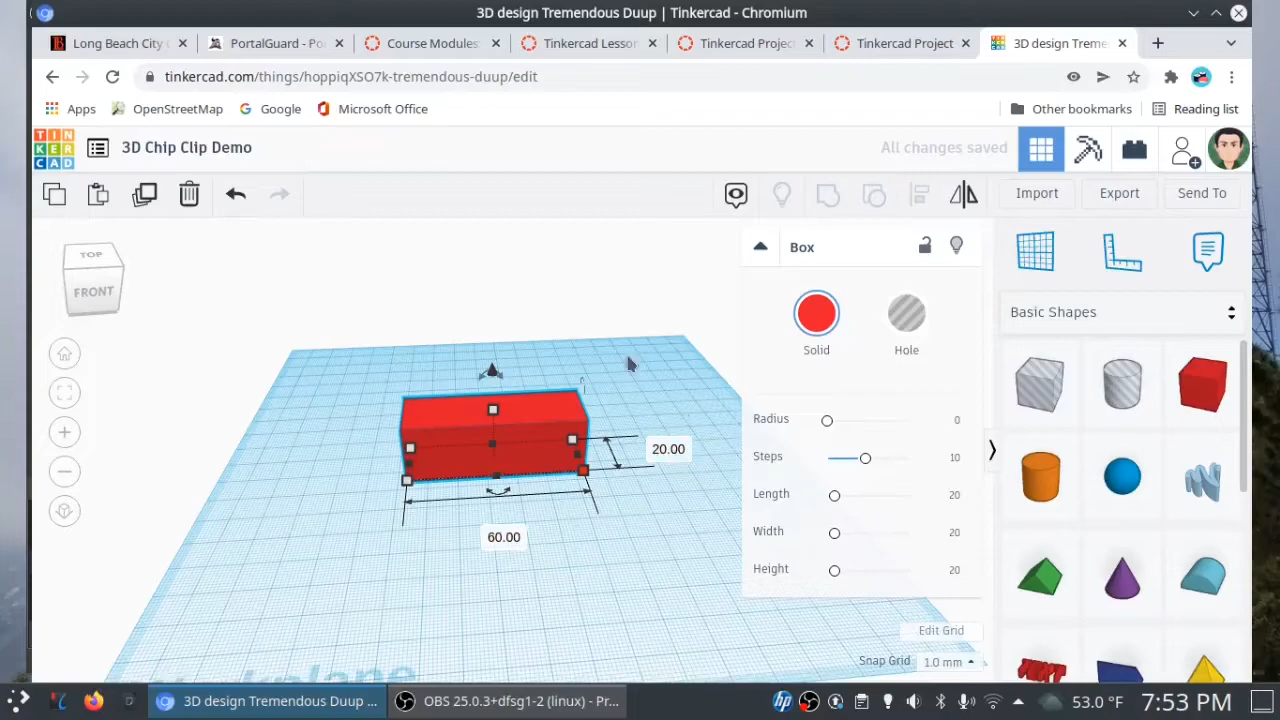 3D design Tremendous Duup | Tinkercad - Chromium
Long Beach City
PortalGuard - Po
Course Modules:
Tinkercad Lesson
Tinkercad Project
Tinkercad Project
3D design Treme
tinkercad.com/things/hoppiqXSO7k-tremendous-duup/edit
Apps
OpenStreetMap
Google
Microsoft Office
Other bookmarks
Reading list
TIN
KER
CAD
3D Chip Clip Demo
All changes saved
Import
Export
Send To
TOP
FRONT
Box
Solid
Hole
Basic Shapes
Radius 0
Steps 10
Length 20
Width 20
Height 20
20.00
60.00
Edit Grid
Snap Grid 1.0 mm
3D design Tremendous Duup ...
OBS 25.0.3+dfsg1-2 (linux) - Pr...
53.0 °F
7:53 PM